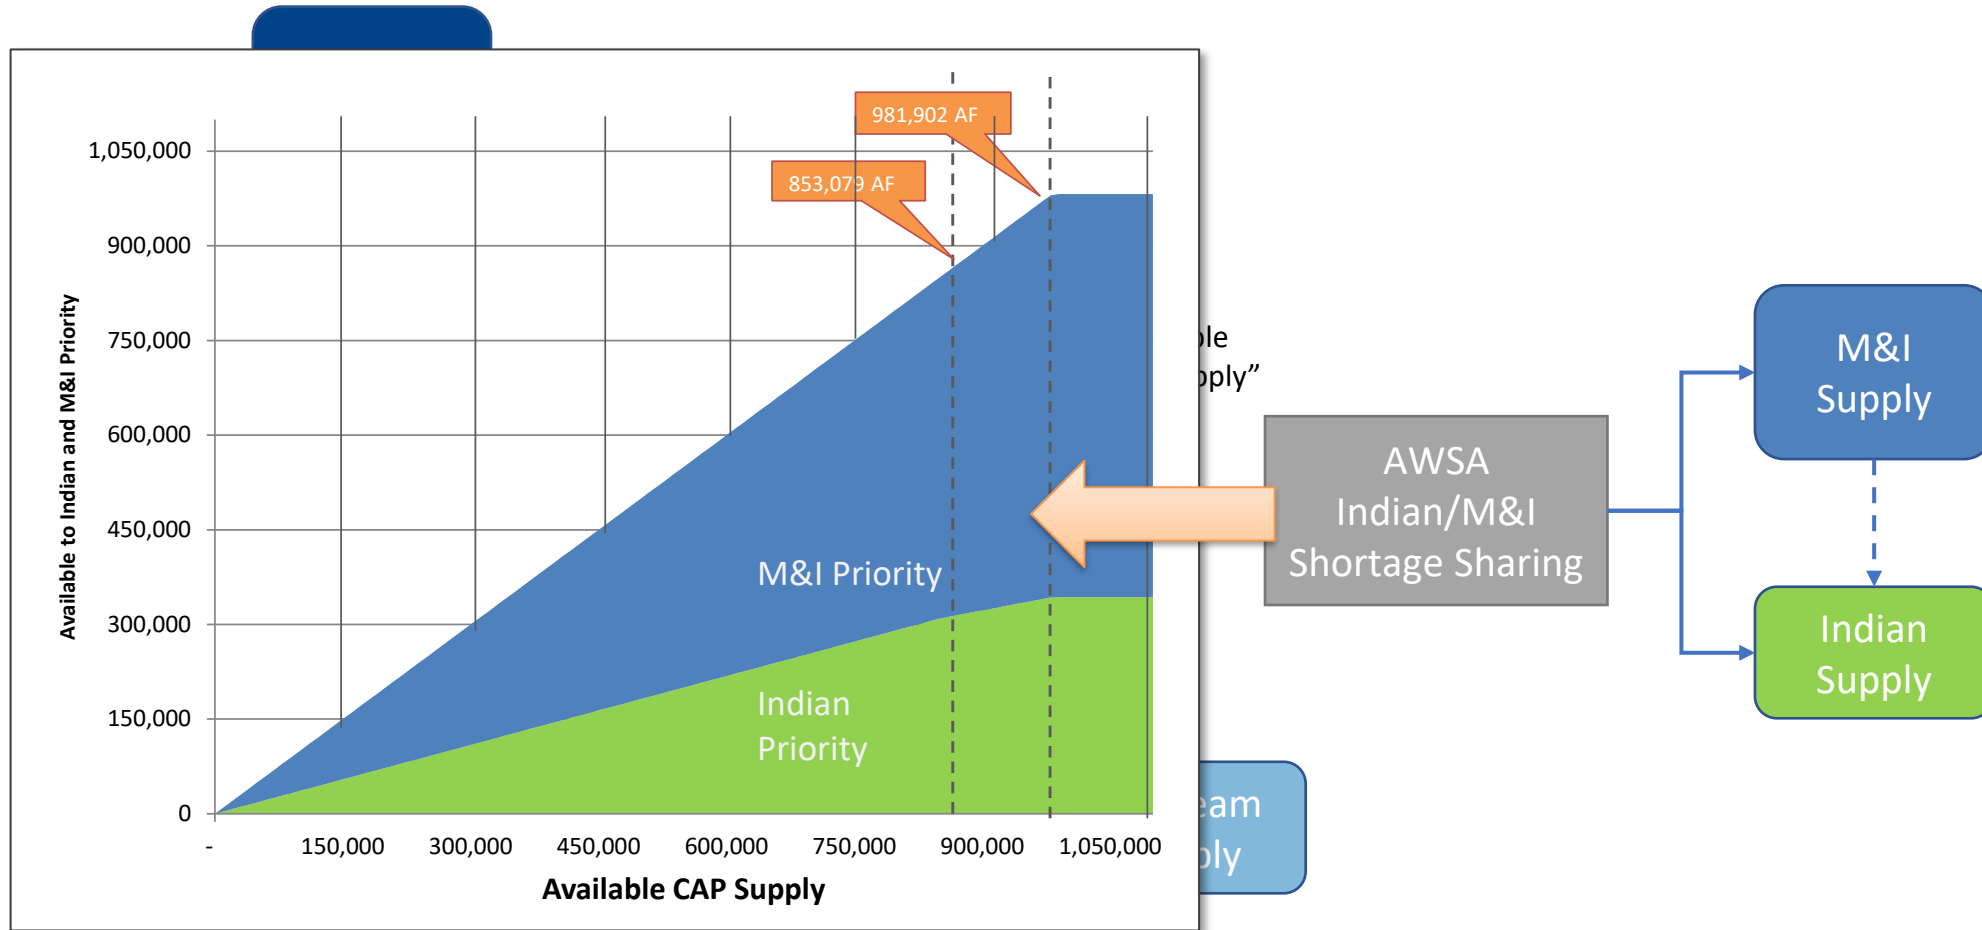 981,902 AF
853,079 AF
1,050,000
900,000
750,000
600,000
450,000
300,000
150,000
0
Available to Indian and M&I Priority
M&I Priority
Indian
Priority
- 150,000 300,000 450,000 600,000 750,000 900,000 1,050,000
Available CAP Supply
AWSA
Indian/M&I
Shortage Sharing
M&I
Supply
Indian
Supply